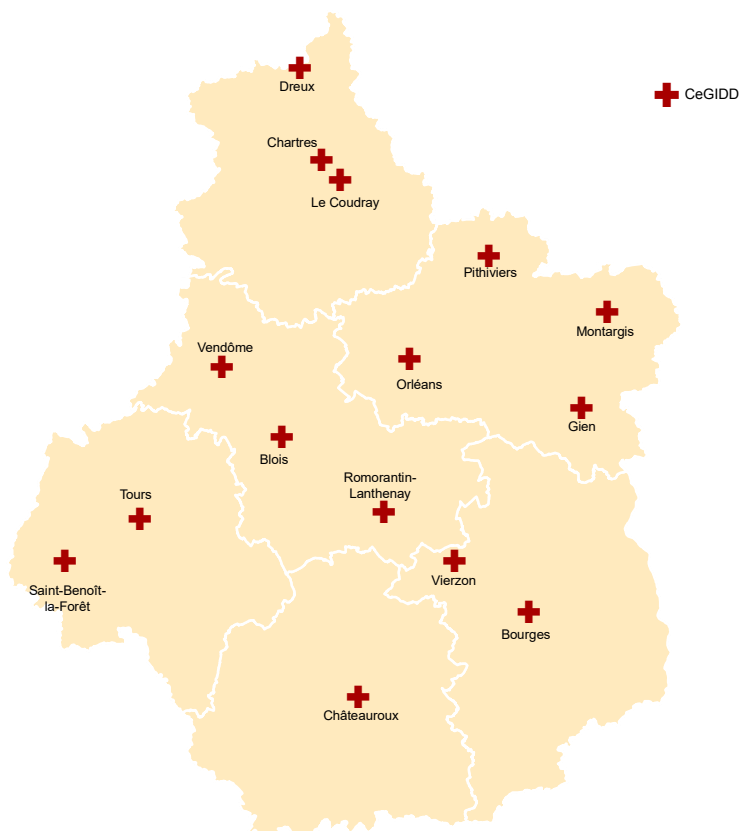 Dreux
CeGIDD
Chartres
Le Coudray
Pithiviers
Montargis
Vendôme
Orléans
Gien
Blois
Romorantin-
Lanthenay
Tours
Saint-Benoît-
la-Forêt
Vierzon
Bourges
Châteauroux